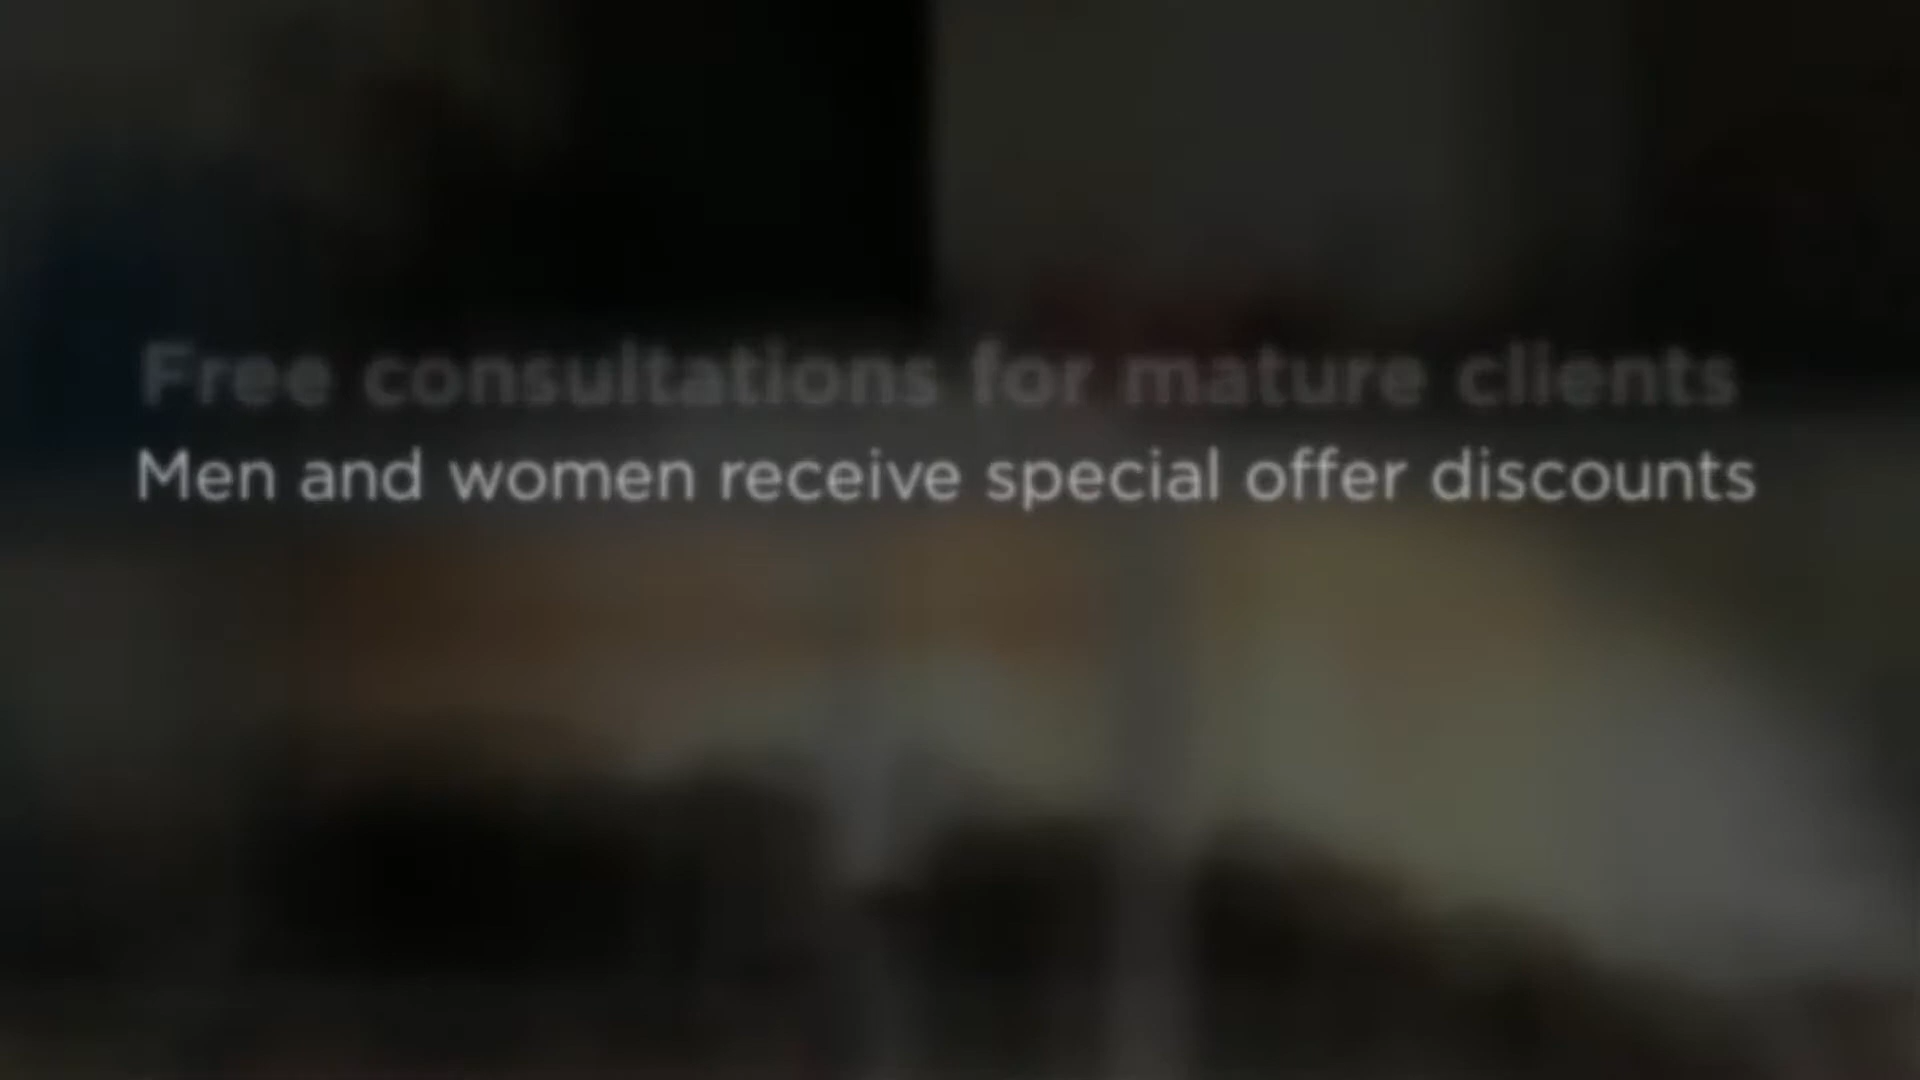 Free consultations for mature clients
Men and women receive special offer discounts